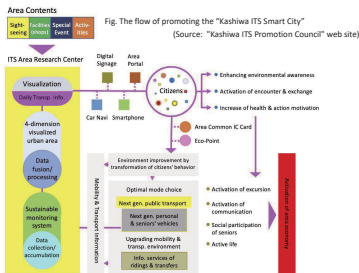 Area Contents
Sight-
seeing
Facilities
(shops)
Special
Event
Activ-
ities
Fig. The flow of promoting the "Kashiwa ITS Smart City"
(Source: "Kashiwa ITS Promotion Council" web site)
ITS Area Research Center
Digital
Signage
Area
Portal
Visualization
Daily Transp. Info
Car Navi
Smartphone
Citizens
Enhancing environmental awareness
Activation of encounter & exchange
Increase of health & action motivation
Area Common IC Card
Eco-Point
4-dimension
visualized
urban area
Data
fusion/
processing
Sustainable
monitoring
system
Data
collection/
accumulation
Mobility & Transport Information
Environment improvement by
transformation of citizens' behavior
Optimal mode choice
Next gen. public transport
Next gen. personal
& seniors' vehicles
Upgrading mobility &
transp. environment
Info. services of
ridings & transfers
Activation of excursion
Activation of
communication
Social participation
of seniors
Active life
Activation of area economy